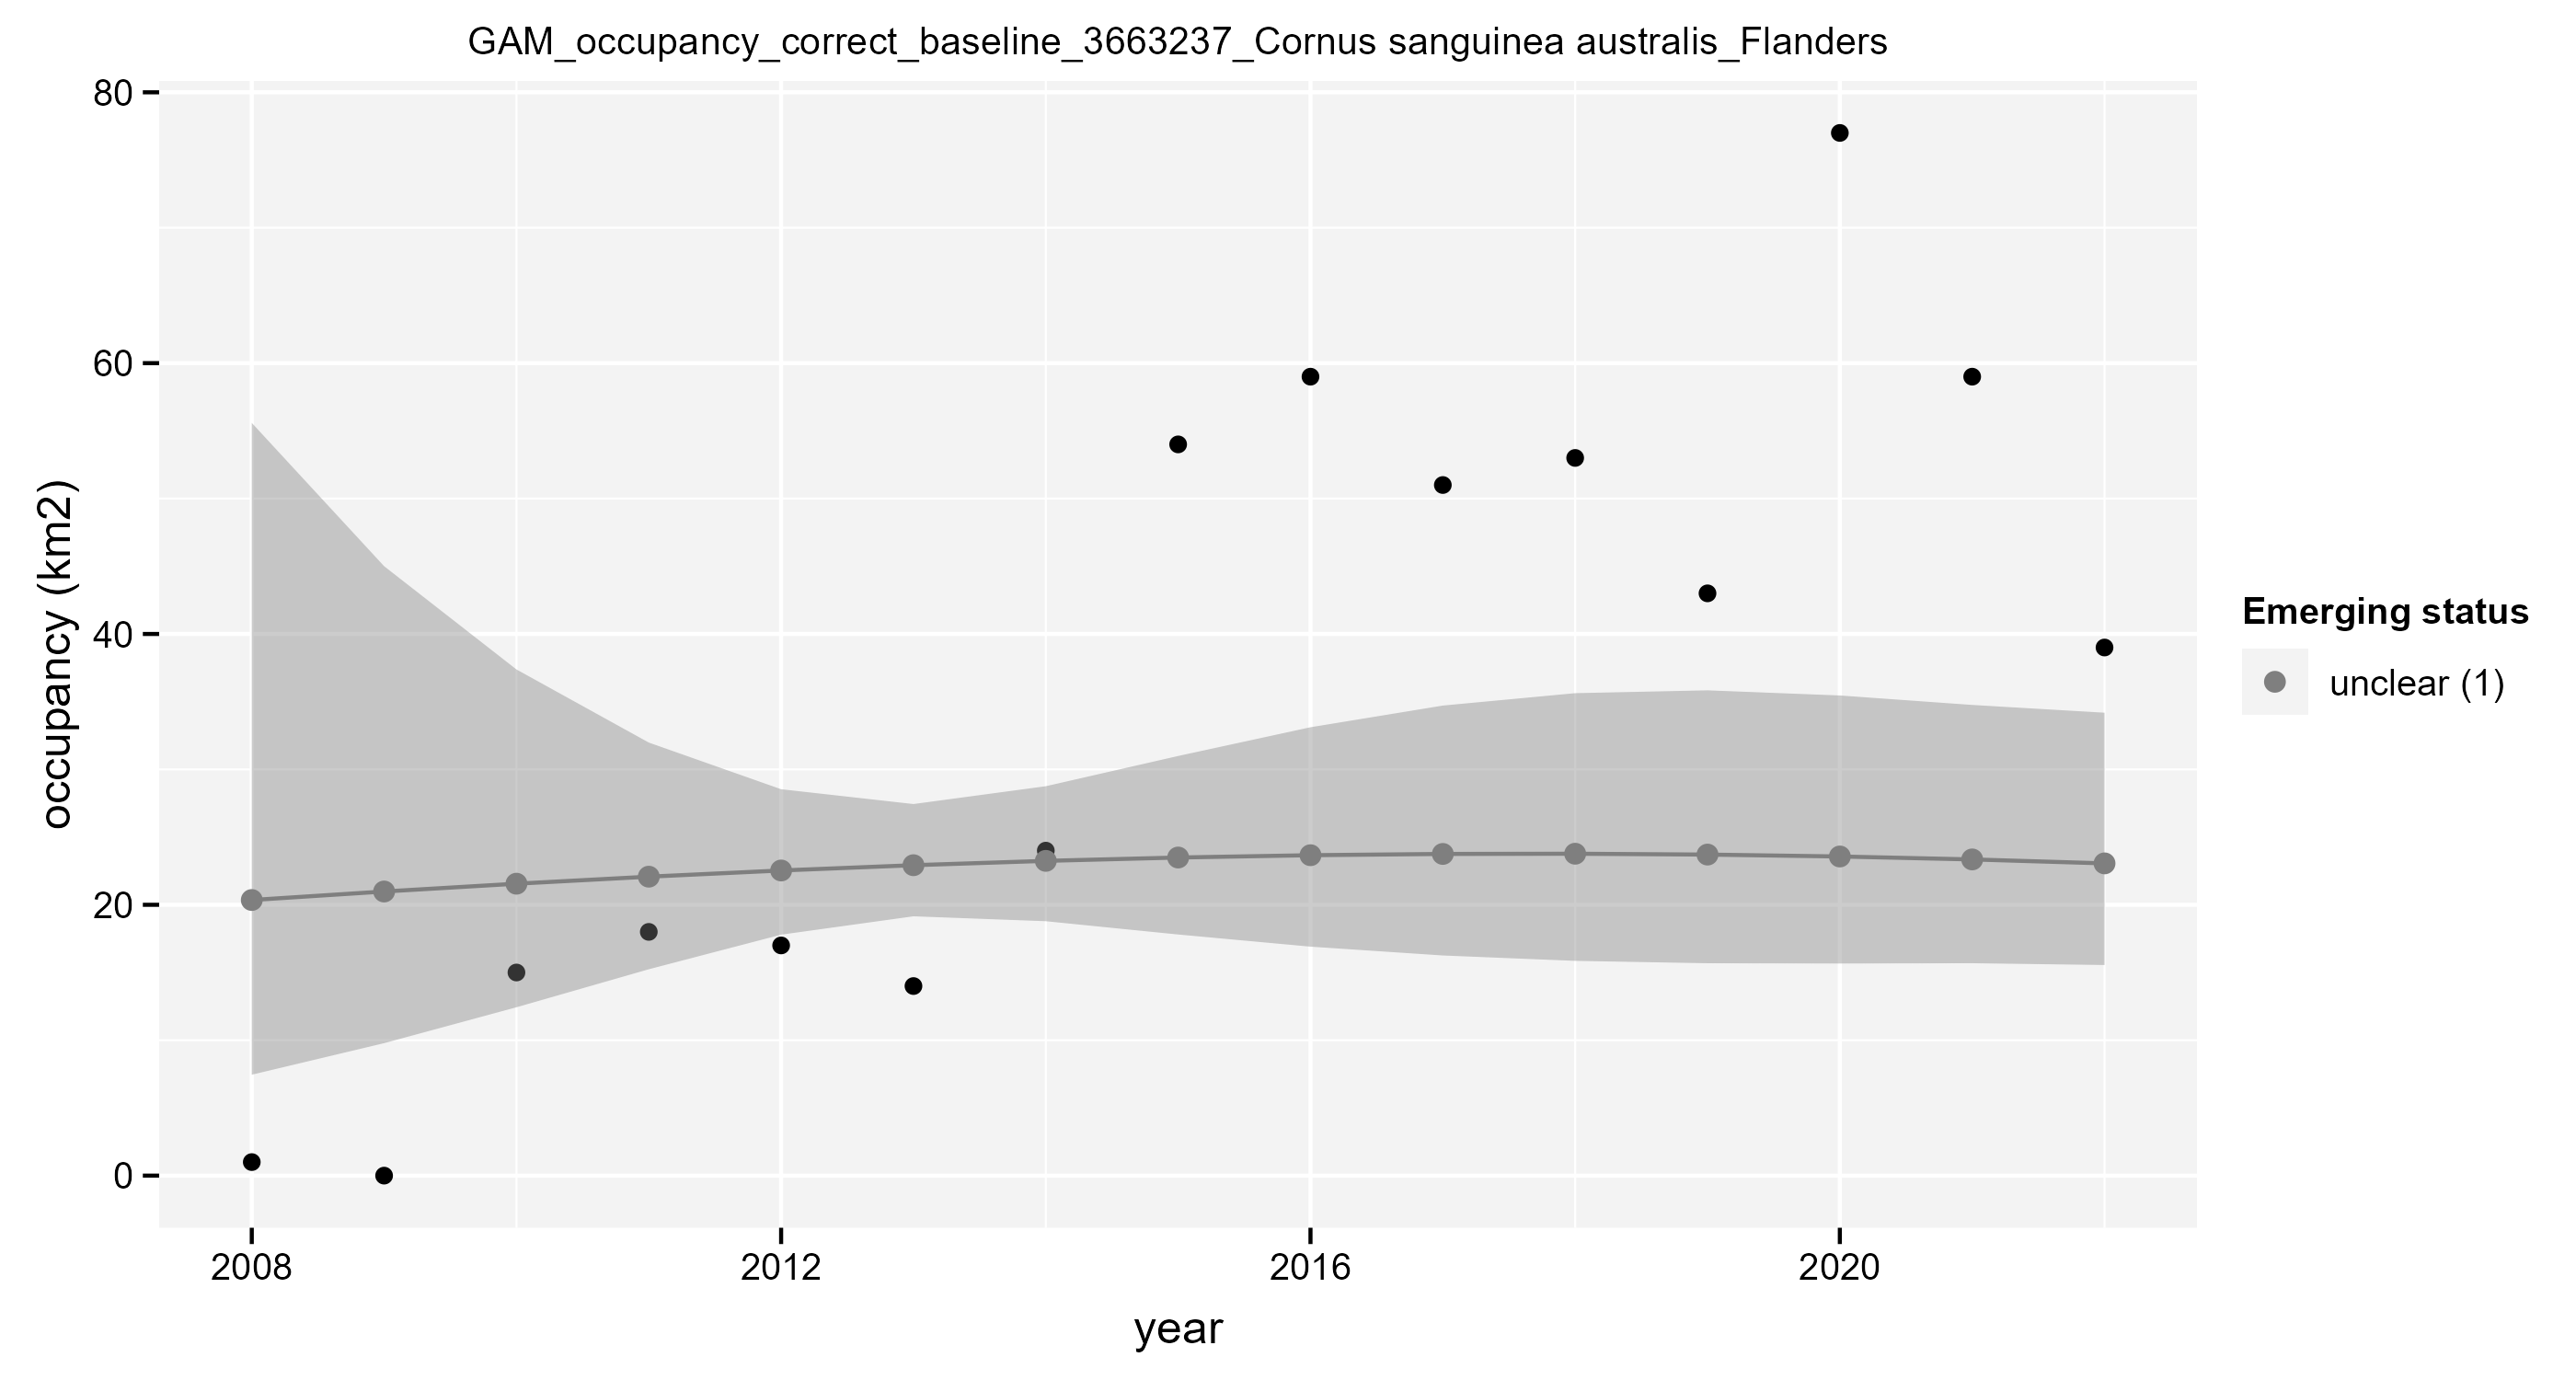 GAM_occupancy_correct_baseline_3663237_Cornus sanguinea australis_Flanders
80
60
40
20
0
occupancy (km2)
2008
2012
2016
2020
year
Emerging status
unclear (1)